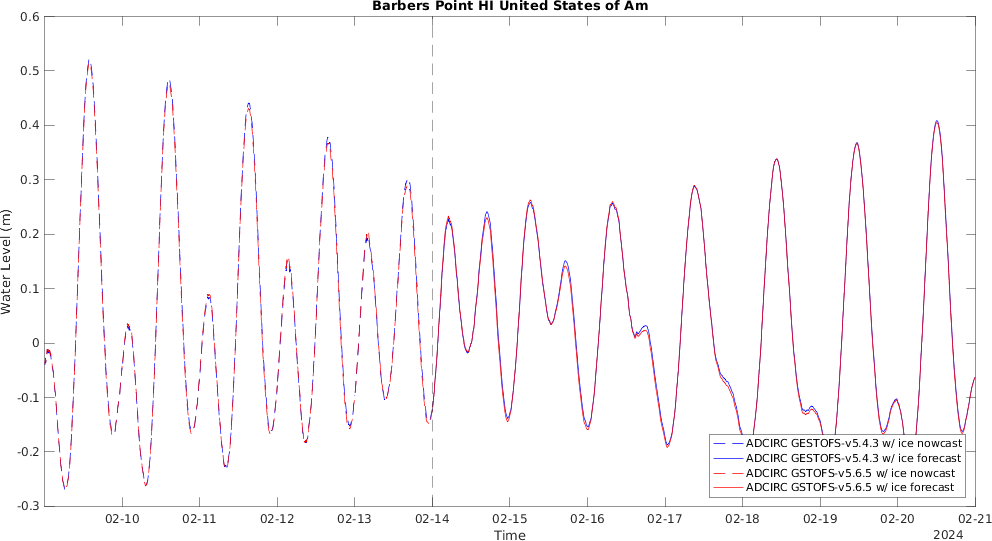 Barbers Point HI United States of Am
0.6
0.5
0.4
0.3
0.2
0.1
0
-0.1
-0.2
-0.3
Water Level (m)
ADCIRC GESTOFS-v5.4.3 w/ ice nowcast
ADCIRC GESTOFS-v5.4.3 w/ ice forecast
ADCIRC GSTOFS-v5.6.5 w/ ice nowcast
ADCIRC GSTOFS-v5.6.5 w/ ice forecast
02-10 02-11 02-12 02-13 02-14 02-15 02-16 02-17 02-18 02-19 02-20 02-21
Time
2024